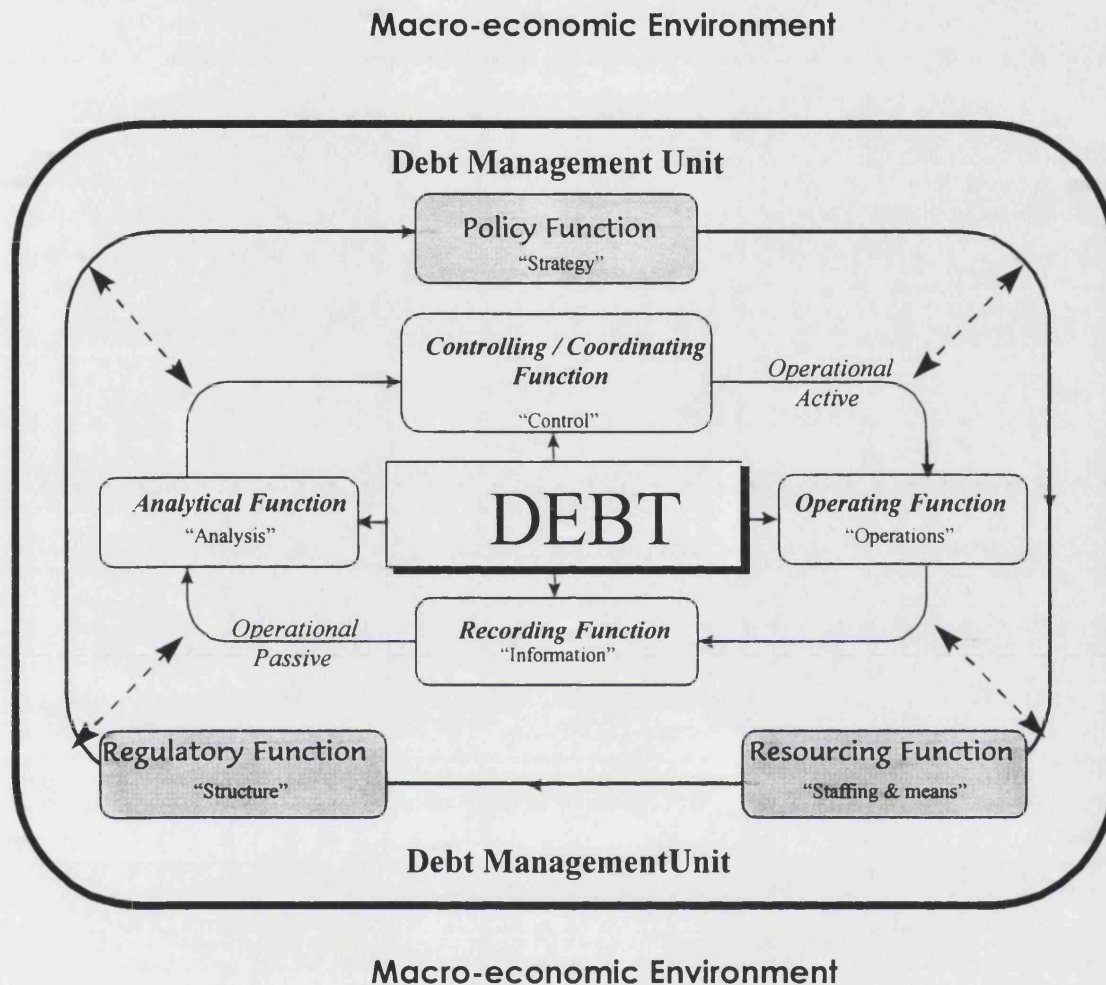 Macro-economic Environment
Debt Management Unit
Policy Function
“Strategy”
Controlling / Coordinating
Function
“Control”
Operational
Active
Analytical Function
“Analysis”
DEBT
Operating Function
“Operations”
Operational
Passive
Recording Function
“Information”
Regulatory Function
“Structure”
Resourcing Function
“Staffing & means”
Debt ManagementUnit
Macro-economic Environment